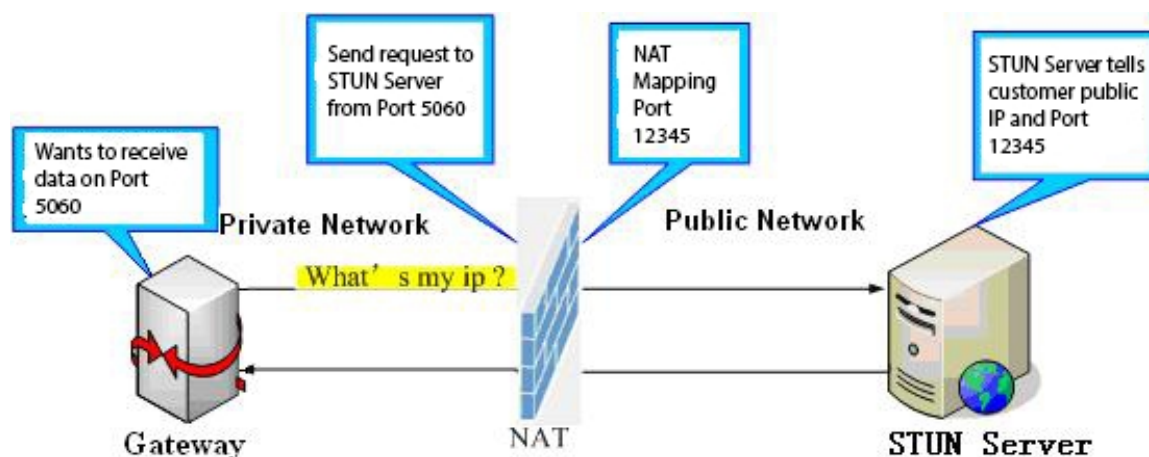 Send request to
STUN Server
from Port 5060
NAT
Mapping
Port
12345
STUN Server tells
customer public
IP and Port
12345
Wants to receive
data on Port
5060
Private Network
Public Network
What's my ip ?
Gateway
NAT
STUN Server